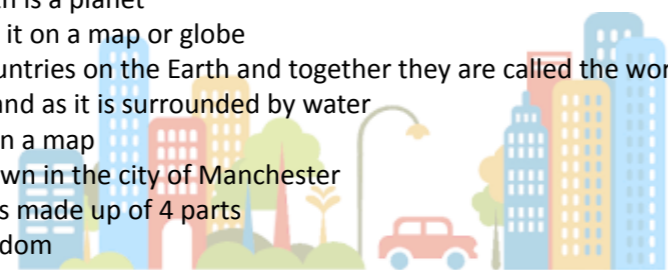 is a planet
it on a map or globe
untries on the Earth and together they are called the wor
and as it is surrounded by water
n a map
wn in the city of Manchester
s made up of 4 parts
dom